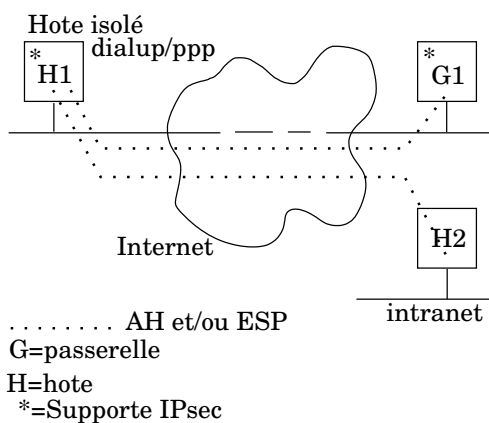 Hote isolé
dialup/ppp
*
H1
*
G1
Internet
H2
intranet
. . . . . . . . AH et/ou ESP
G=passerelle
H=hote
*=Supporte IPsec